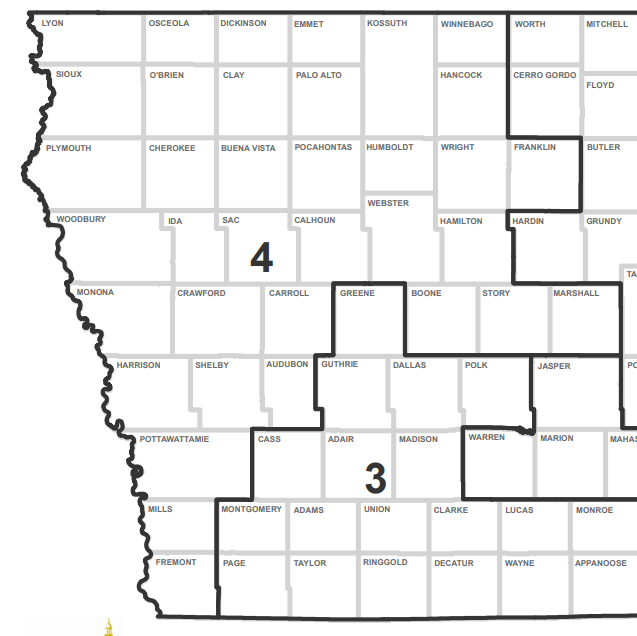 LYON OSCEOLA DICKINSON EMMET KOSSUTH WINNEBAGO WORTH MITCHELL
SIOUX O'BRIEN CLAY PALO ALTO HANCOCK CERRO GORDO
FLOYD
PLYMOUTH CHEROKEE BUENA VISTA POCAHONTAS HUMBOLDT WRIGHT FRANKLIN BUTLER
WEBSTER
WOODBURY IDA SAC CALHOUN HAMILTON HARDIN GRUNDY
4
TA
MONONA CRAWFORD CARROLL GREENE BOONE STORY MARSHALL
HARRISON SHELBY AUDUBON GUTHRIE DALLAS POLK JASPER PO
POTTAWATTAMIE CASS ADAIR MADISON WARREN MARION MAHAS
3
MILLS MONTGOMERY ADAMS UNION CLARKE LUCAS MONROE
FREMONT PAGE TAYLOR RINGGOLD DECATUR WAYNE APPANOOSE